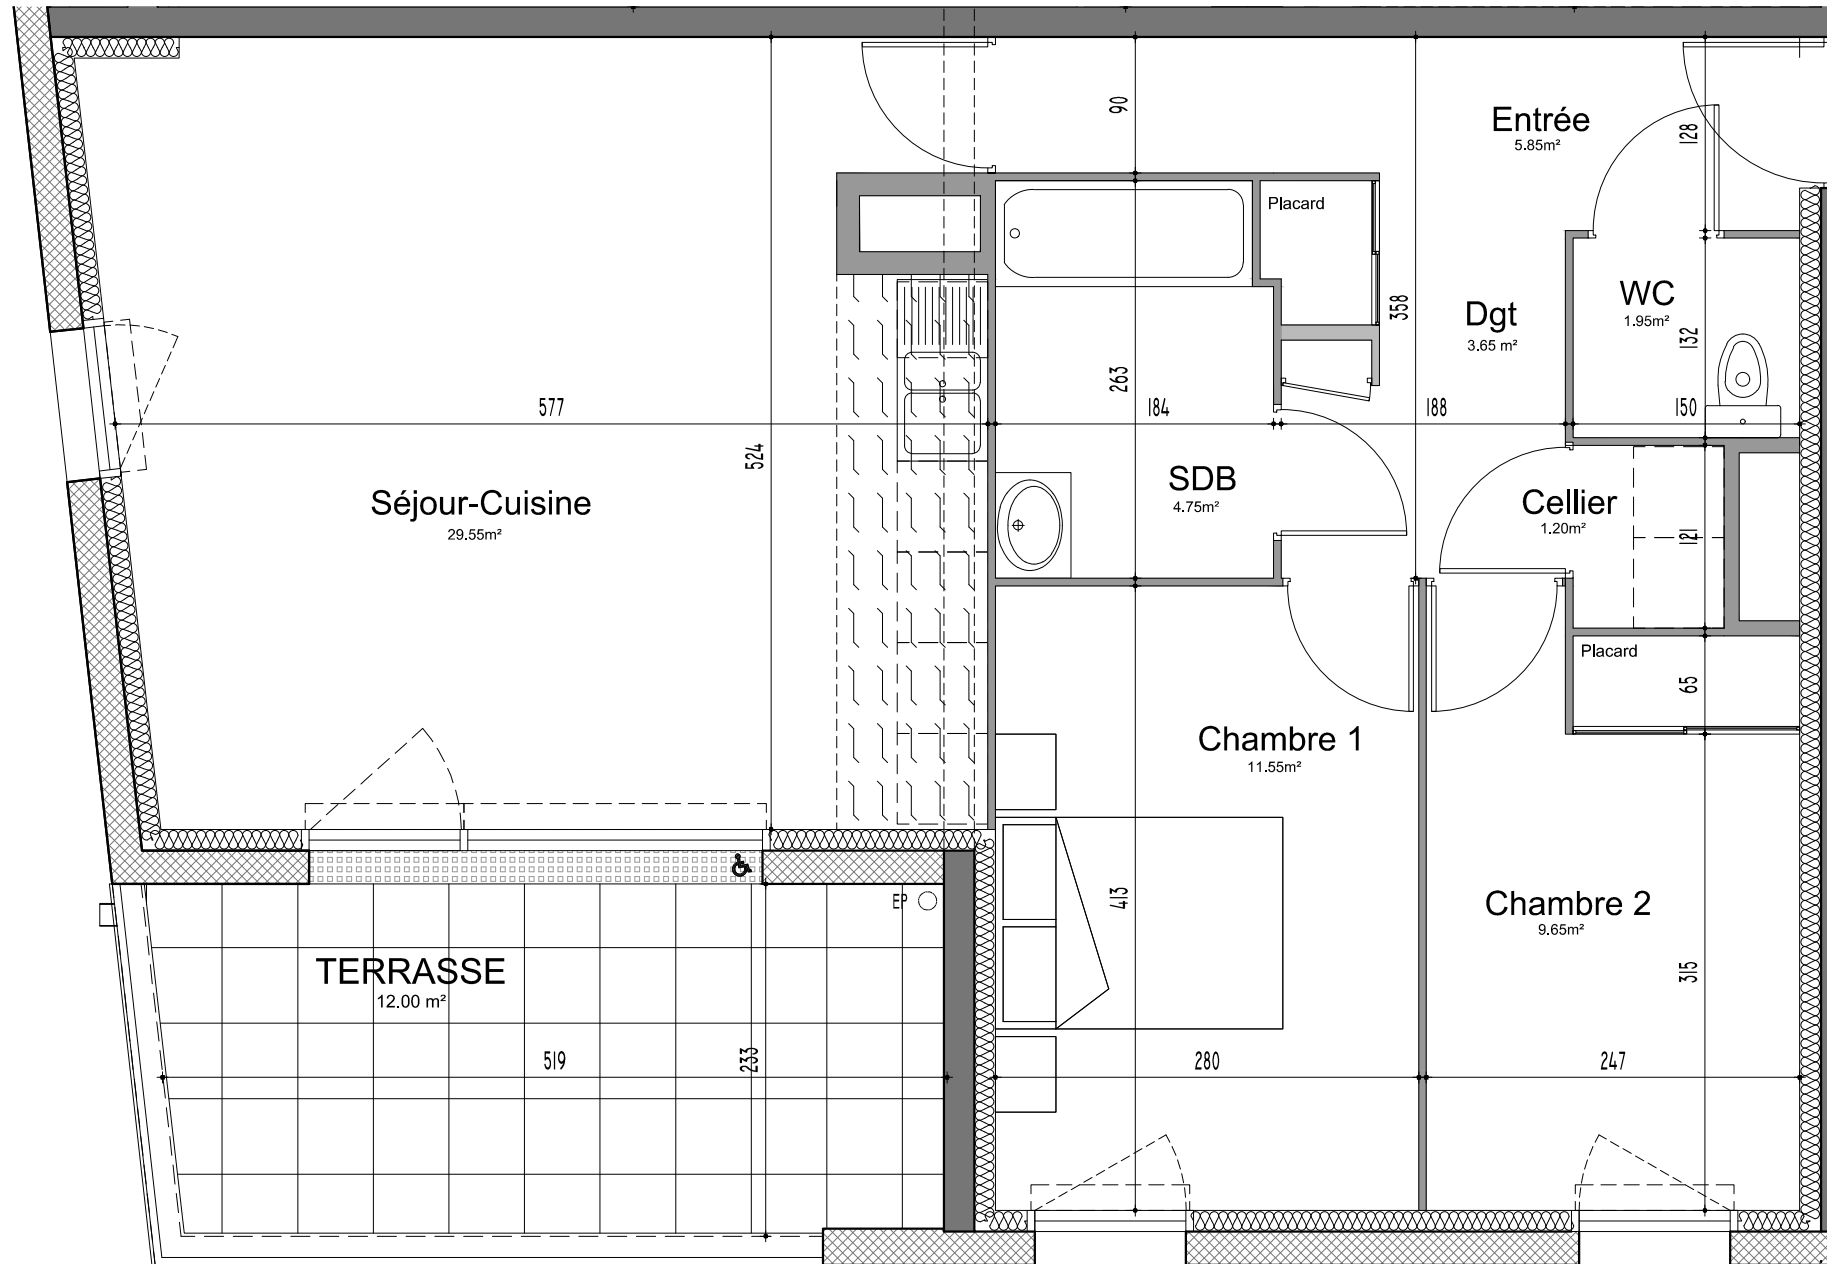 Entrée
5.85m²
90
128
Placard
WC
1.95m²
Dgt
3.65 m²
358
132
263
577
184
188
150
524
Séjour-Cuisine
29.55m²
SDB
4.75m²
Cellier
1.20m²
121
Placard
65
Chambre 1
11.55m²
413
EP
Chambre 2
9.65m²
TERRASSE
12.00 m²
315
519
233
280
247